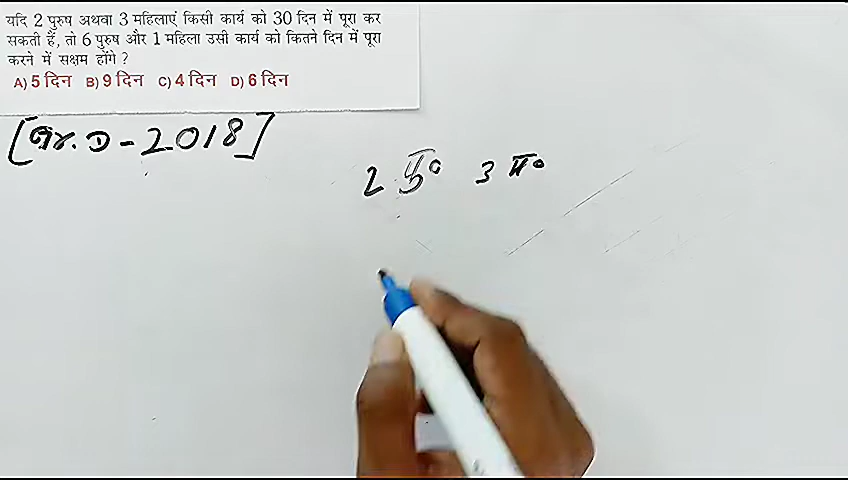 यदि 2 पुरुष अथवा 3 महिलाएं किसी कार्य को 30 दिन में पूरा कर
सकती हैं, तो 6 पुरुष और 1 महिला उसी कार्य को कितने दिन में पूरा
करने में सक्षम होंगे ?
A) 5 दिन B) 9 दिन C) 4 दिन D) 6 दिन
[Gr. D - 2018]
2 पु० 3 म०